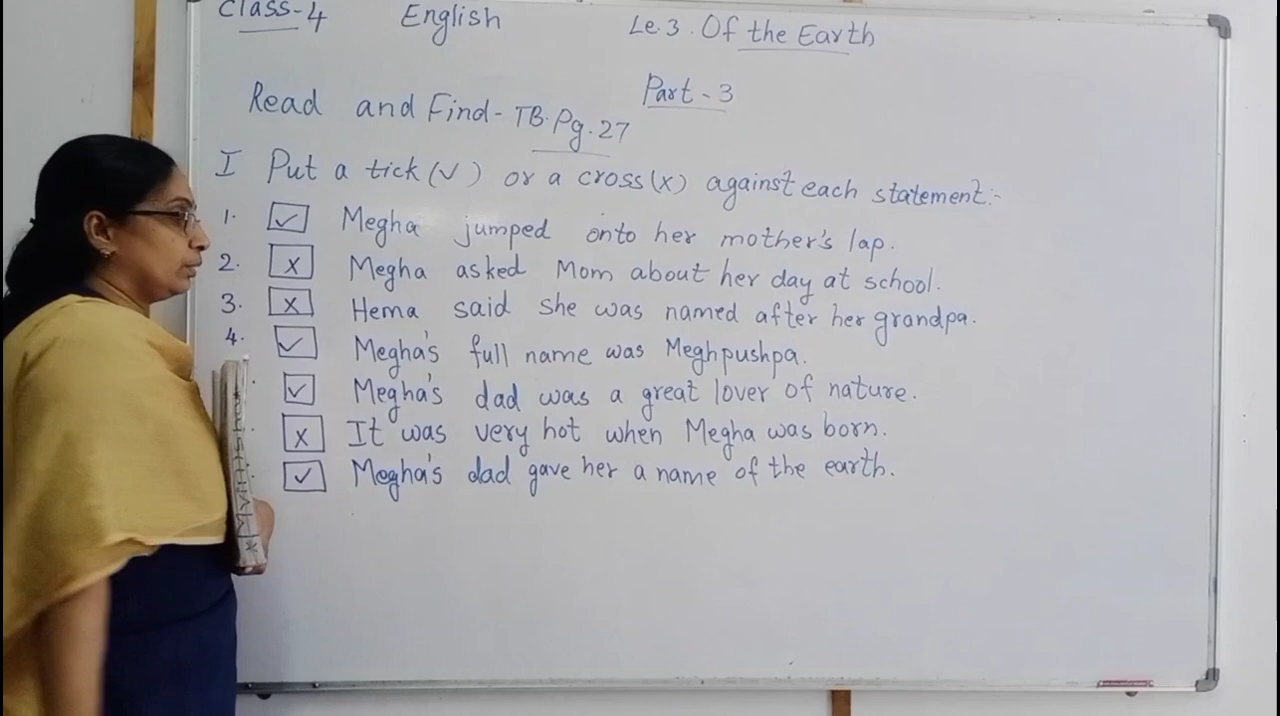 Class-4 English Le.3. Of the Earth
Part-3
Read and Find- TB. Pg. 27
I Put a tick (✓) or a cross (x) against each statement:-
1. ✓ Megha jumped onto her mother's lap.
2. x Megha asked Mom about her day at school.
3. x Hema said she was named after her grandpa.
4. ✓ Megha's full name was Meghpushpa.
✓ Megha's dad was a great lover of nature.
x It was very hot when Megha was born.
✓ Megha's dad gave her a name of the earth.